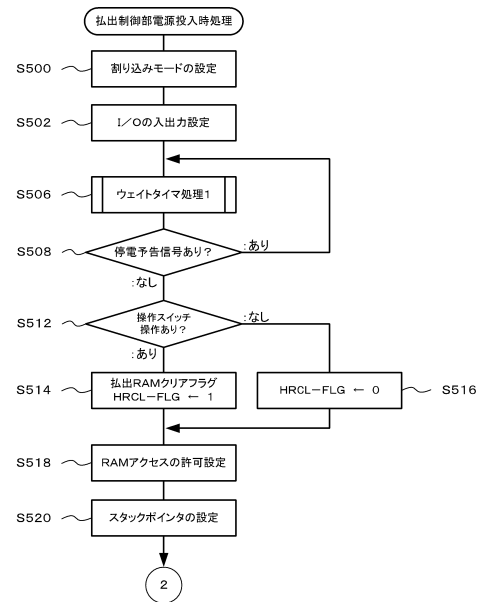 払出制御部電源投入時処理
S500
割り込みモードの設定
S502
I/Oの入出力設定
S506
ウェイトタイマ処理1
S508
停電予告信号あり?
:あり
:なし
S512
操作スイッチ
操作あり?
:なし
:あり
S514
払出RAMクリアフラグ
HRCL-FLG ← 1
HRCL-FLG ← 0
S516
S518
RAMアクセスの許可設定
S520
スタックポインタの設定
2